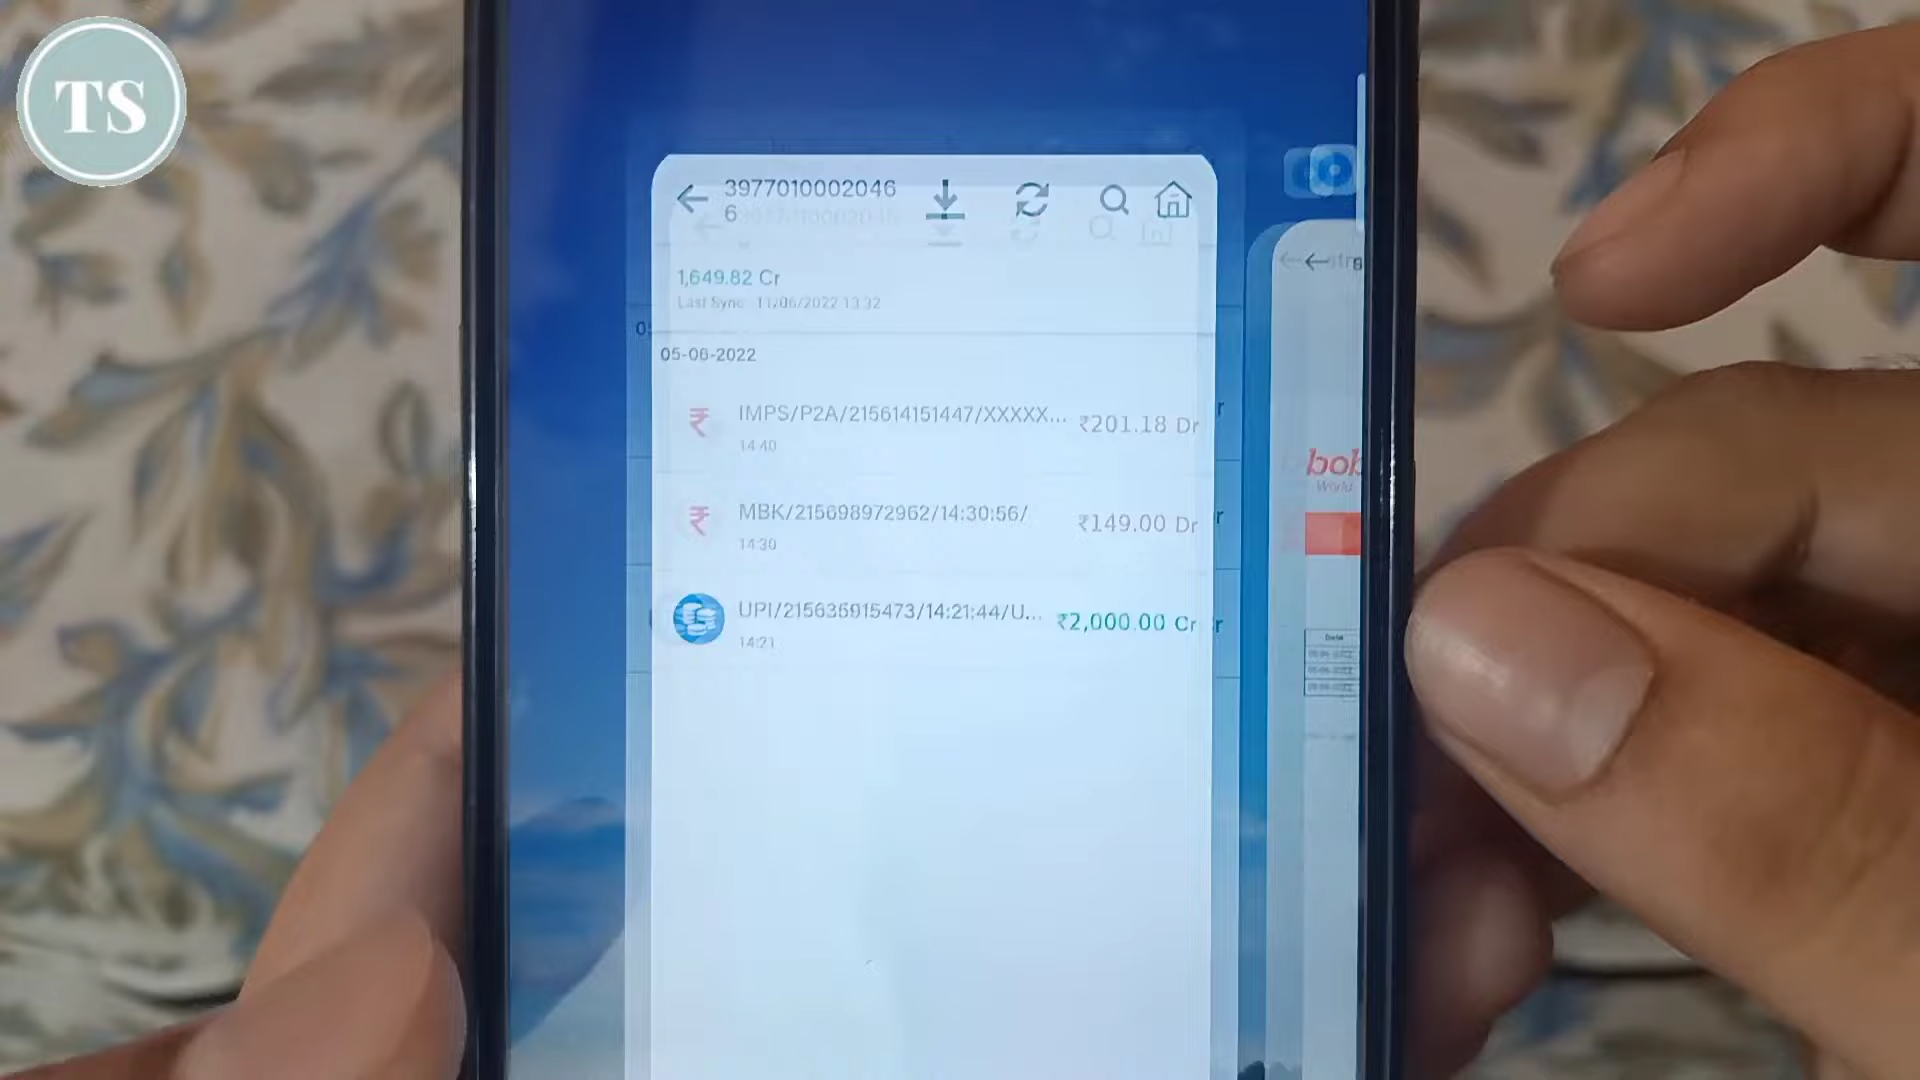 TS
3977010002046
6
1,649.82 Cr
Last Sync 11/06/2022 13:32
05-06-2022
IMPS/P2A/215614151447/XXXXX... ₹201.18 Dr
14:40
MBK/215698972962/14:30:56/ ₹149.00 Dr
14:30
UPI/215635915473/14:21:44/U... ₹2,000.00 Cr
14:21
bob
World
Date